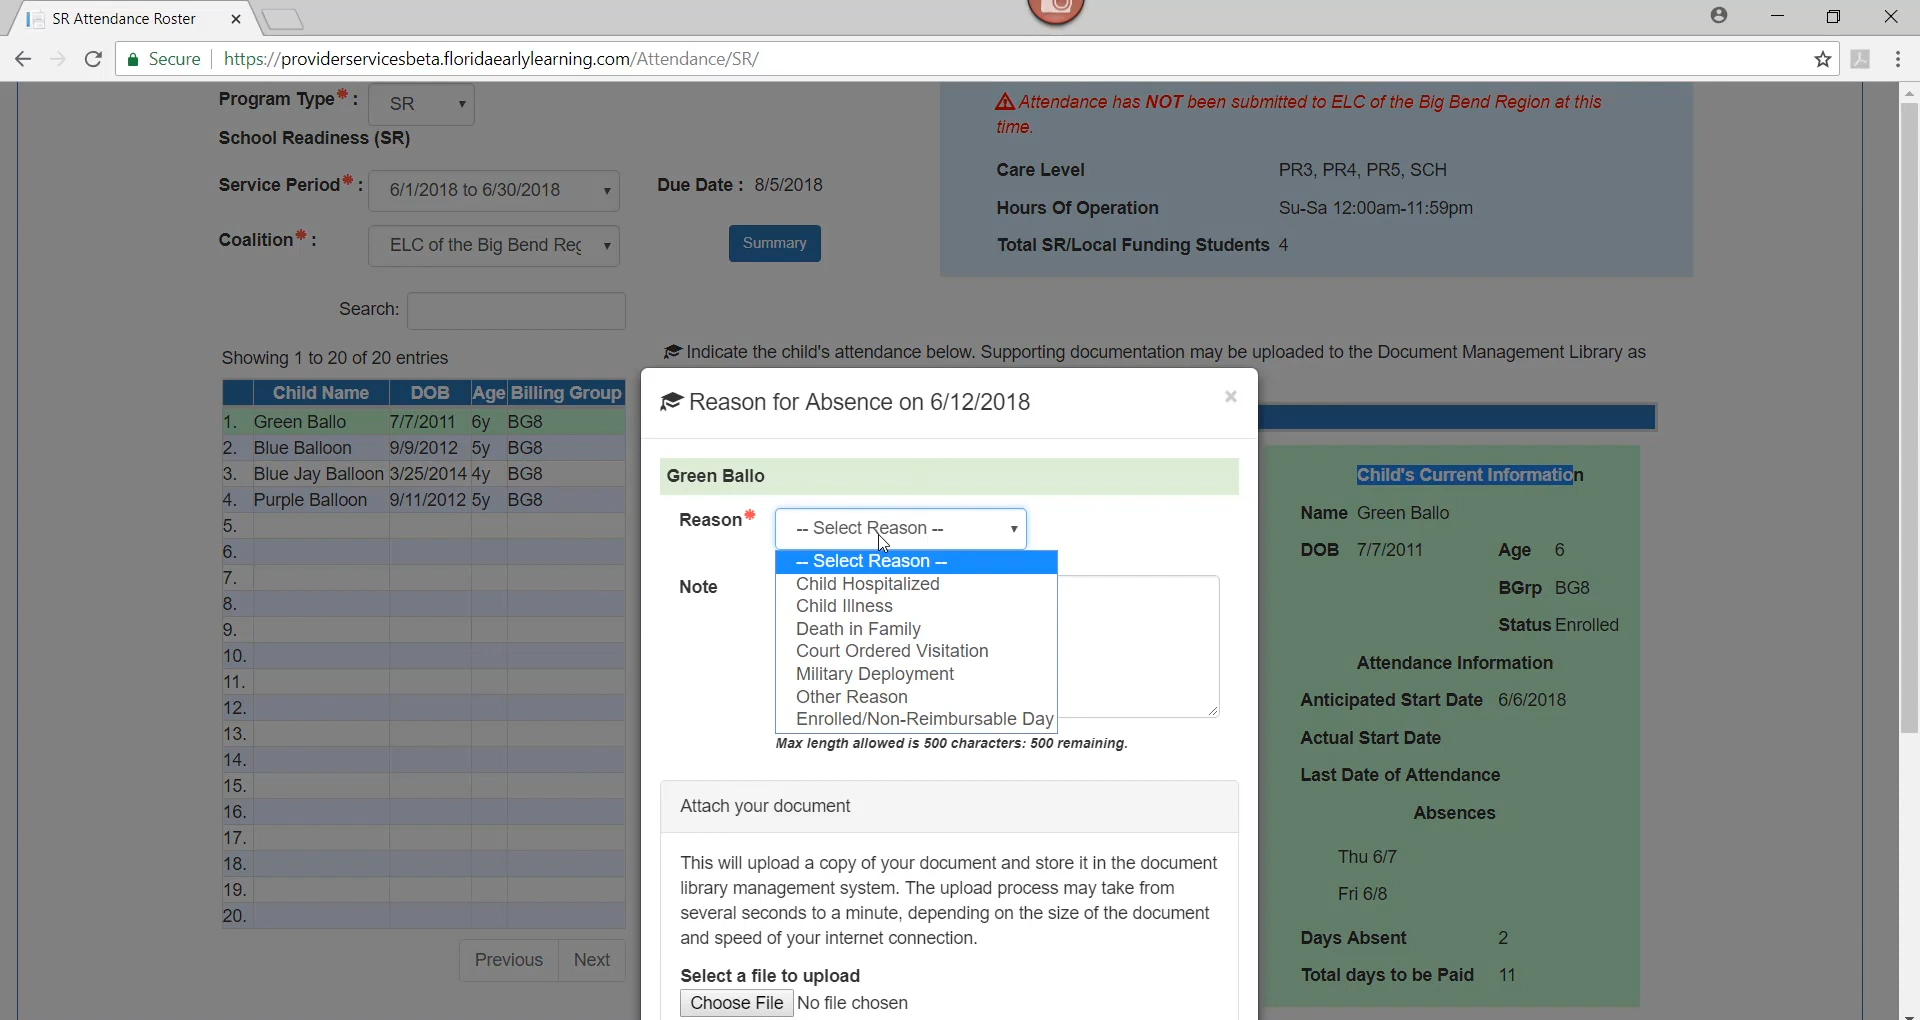 SR Attendance Roster
Secure https://providerservicesbeta.floridaearlylearning.com/Attendance/SR/
Program Type* : SR
School Readiness (SR)
Service Period* : 6/1/2018 to 6/30/2018 Due Date : 8/5/2018
Coalition* : ELC of the Big Bend Reg Summary
Attendance has NOT been submitted to ELC of the Big Bend Region at this
time.
Care Level PR3, PR4, PR5, SCH
Hours Of Operation Su-Sa 12:00am-11:59pm
Total SR/Local Funding Students 4
Search:
Showing 1 to 20 of 20 entries
Indicate the child's attendance below. Supporting documentation may be uploaded to the Document Management Library as
Child Name DOB Age Billing Group
1. Green Ballo 7/7/2011 6y BG8
2. Blue Balloon 9/9/2012 5y BG8
3. Blue Jay Balloon 3/25/2014 4y BG8
4. Purple Balloon 9/11/2012 5y BG8
5.
6.
7.
8.
9.
10.
11.
12.
13.
14.
15.
16.
17.
18.
19.
20.
Previous Next
Reason for Absence on 6/12/2018 ×
Green Ballo
Reason* -- Select Reason --
-- Select Reason --
Child Hospitalized
Child Illness
Death in Family
Court Ordered Visitation
Military Deployment
Other Reason
Enrolled/Non-Reimbursable Day
Note
Max length allowed is 500 characters: 500 remaining.
Attach your document
This will upload a copy of your document and store it in the document
library management system. The upload process may take from
several seconds to a minute, depending on the size of the document
and speed of your internet connection.
Select a file to upload
Choose File No file chosen
Child's Current Information
Name Green Ballo
DOB 7/7/2011 Age 6
BGrp BG8
Status Enrolled
Attendance Information
Anticipated Start Date 6/6/2018
Actual Start Date
Last Date of Attendance
Absences
Thu 6/7
Fri 6/8
Days Absent 2
Total days to be Paid 11